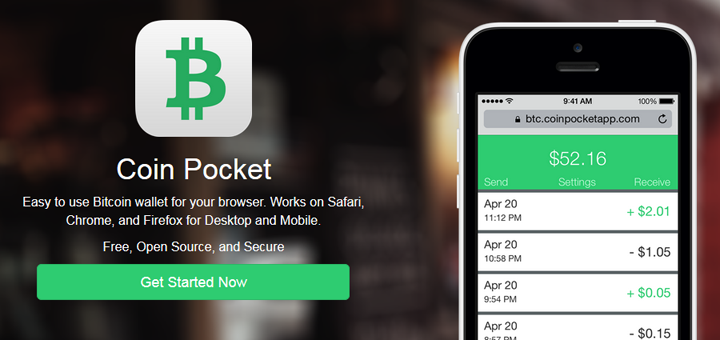 Coin Pocket
Easy to use Bitcoin wallet for your browser. Works on Safari,
Chrome, and Firefox for Desktop and Mobile.
Free, Open Source, and Secure
Get Started Now
9:41 AM 100%
btc.coinpocketapp.com
$52.16
Send Settings Receive
Apr 20
11:12 PM + $2.01
Apr 20
10:58 PM - $1.05
Apr 20
9:54 PM + $0.05
Apr 20
8:57 PM - $0.15